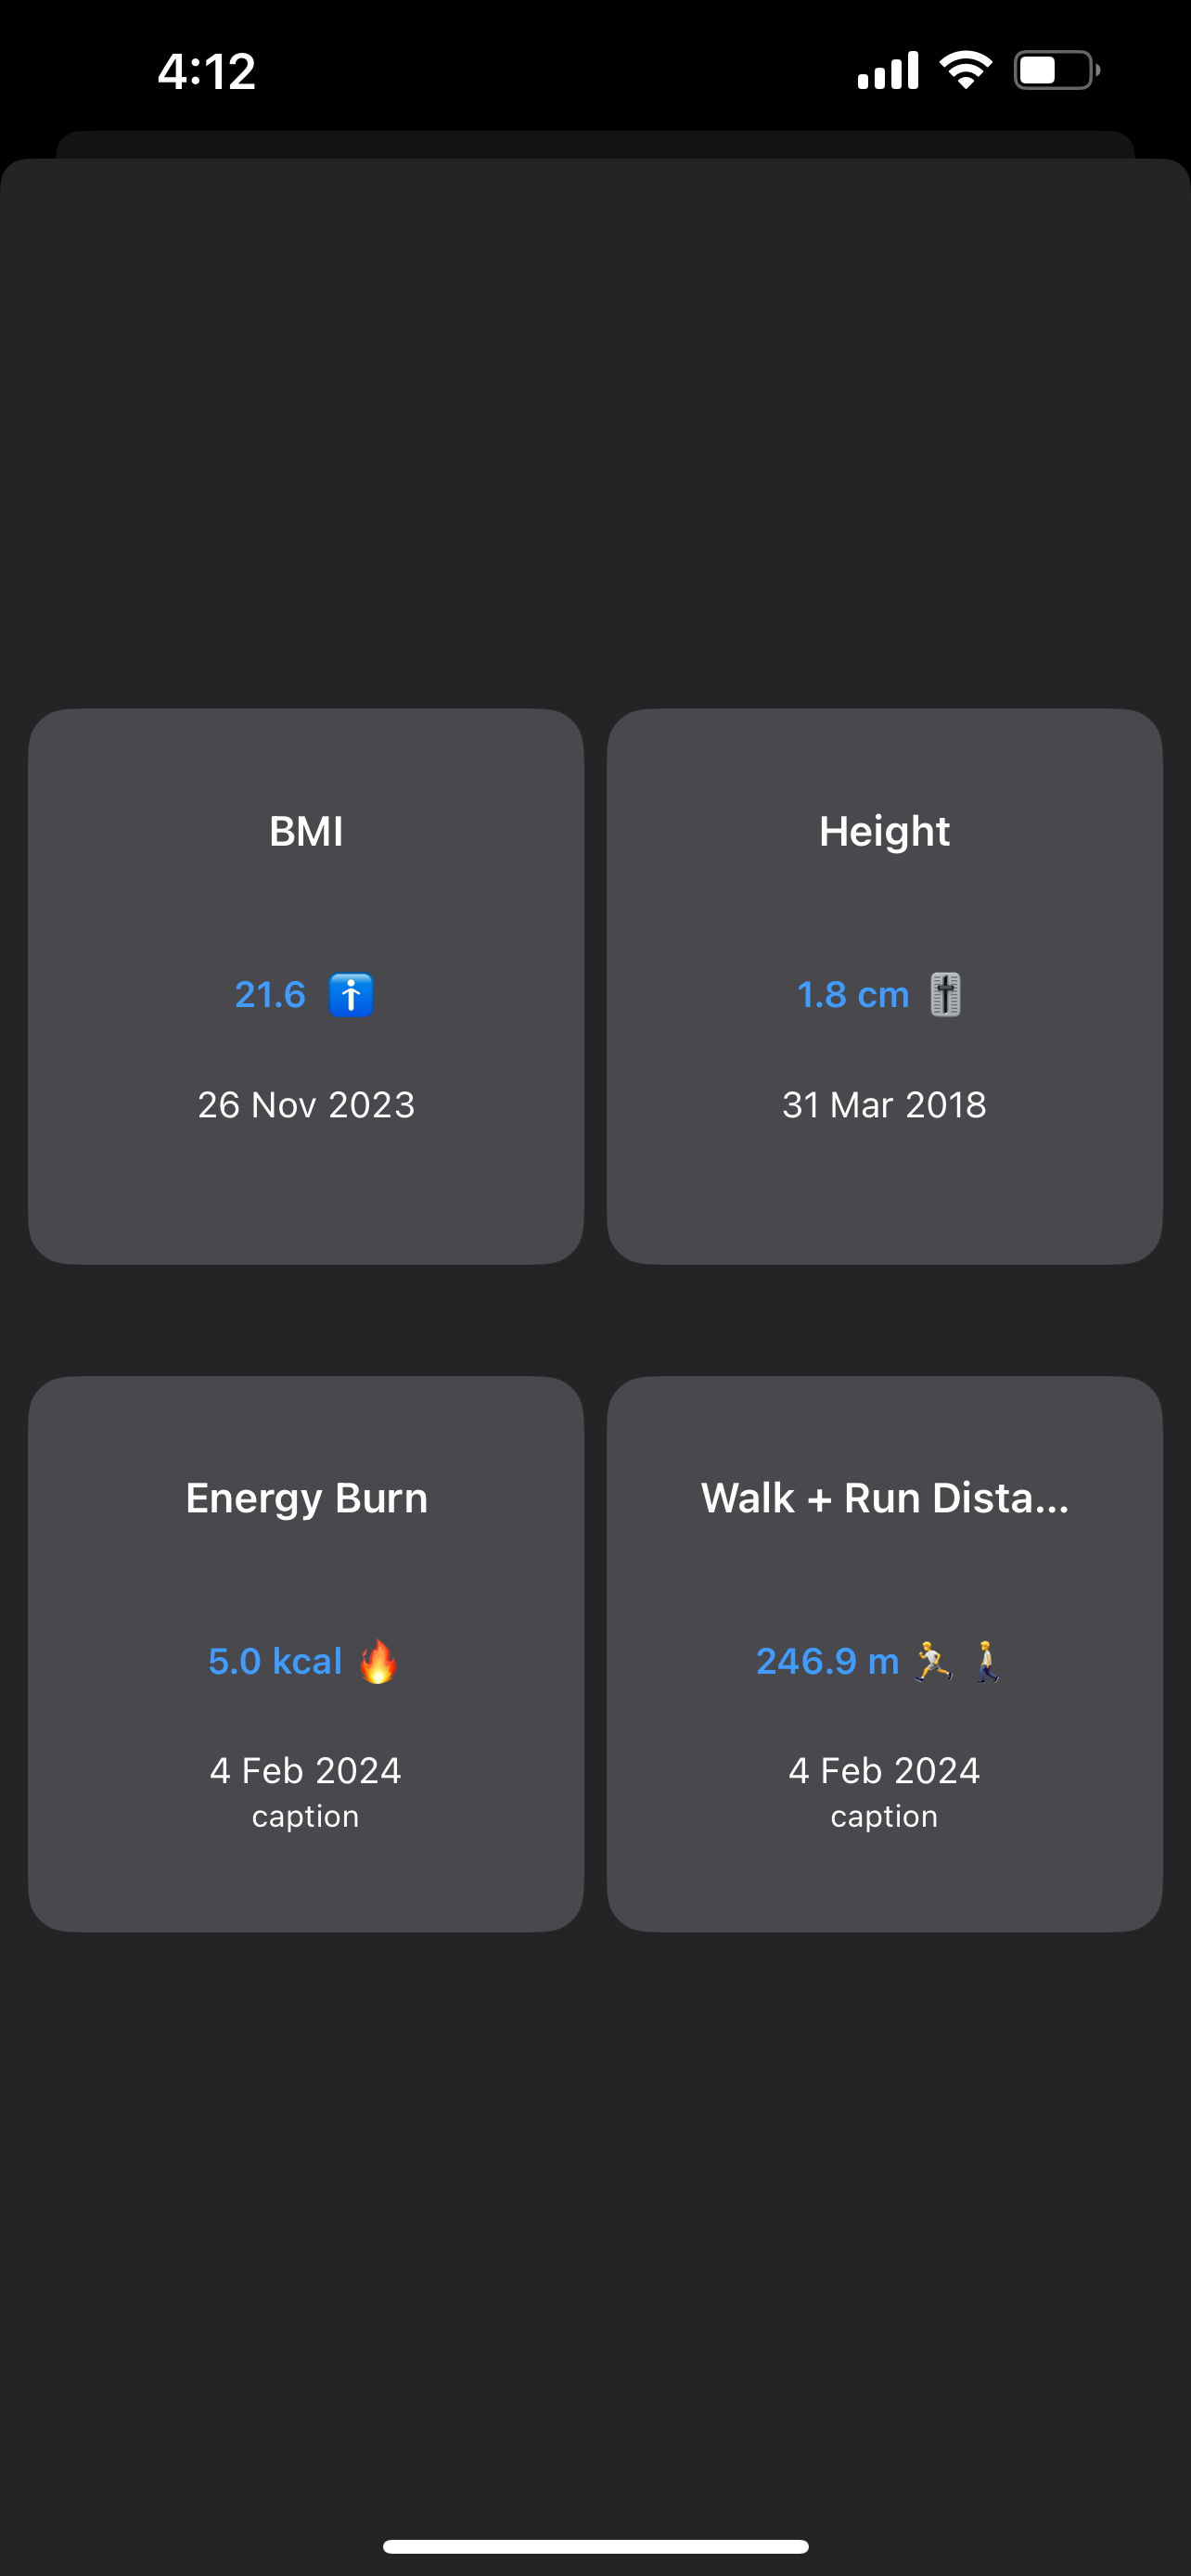 4:12
BMI
21.6
26 Nov 2023
Height
1.8 cm
31 Mar 2018
Energy Burn
5.0 kcal 🔥
4 Feb 2024
caption
Walk + Run Dista...
246.9 m 🏃🚶
4 Feb 2024
caption